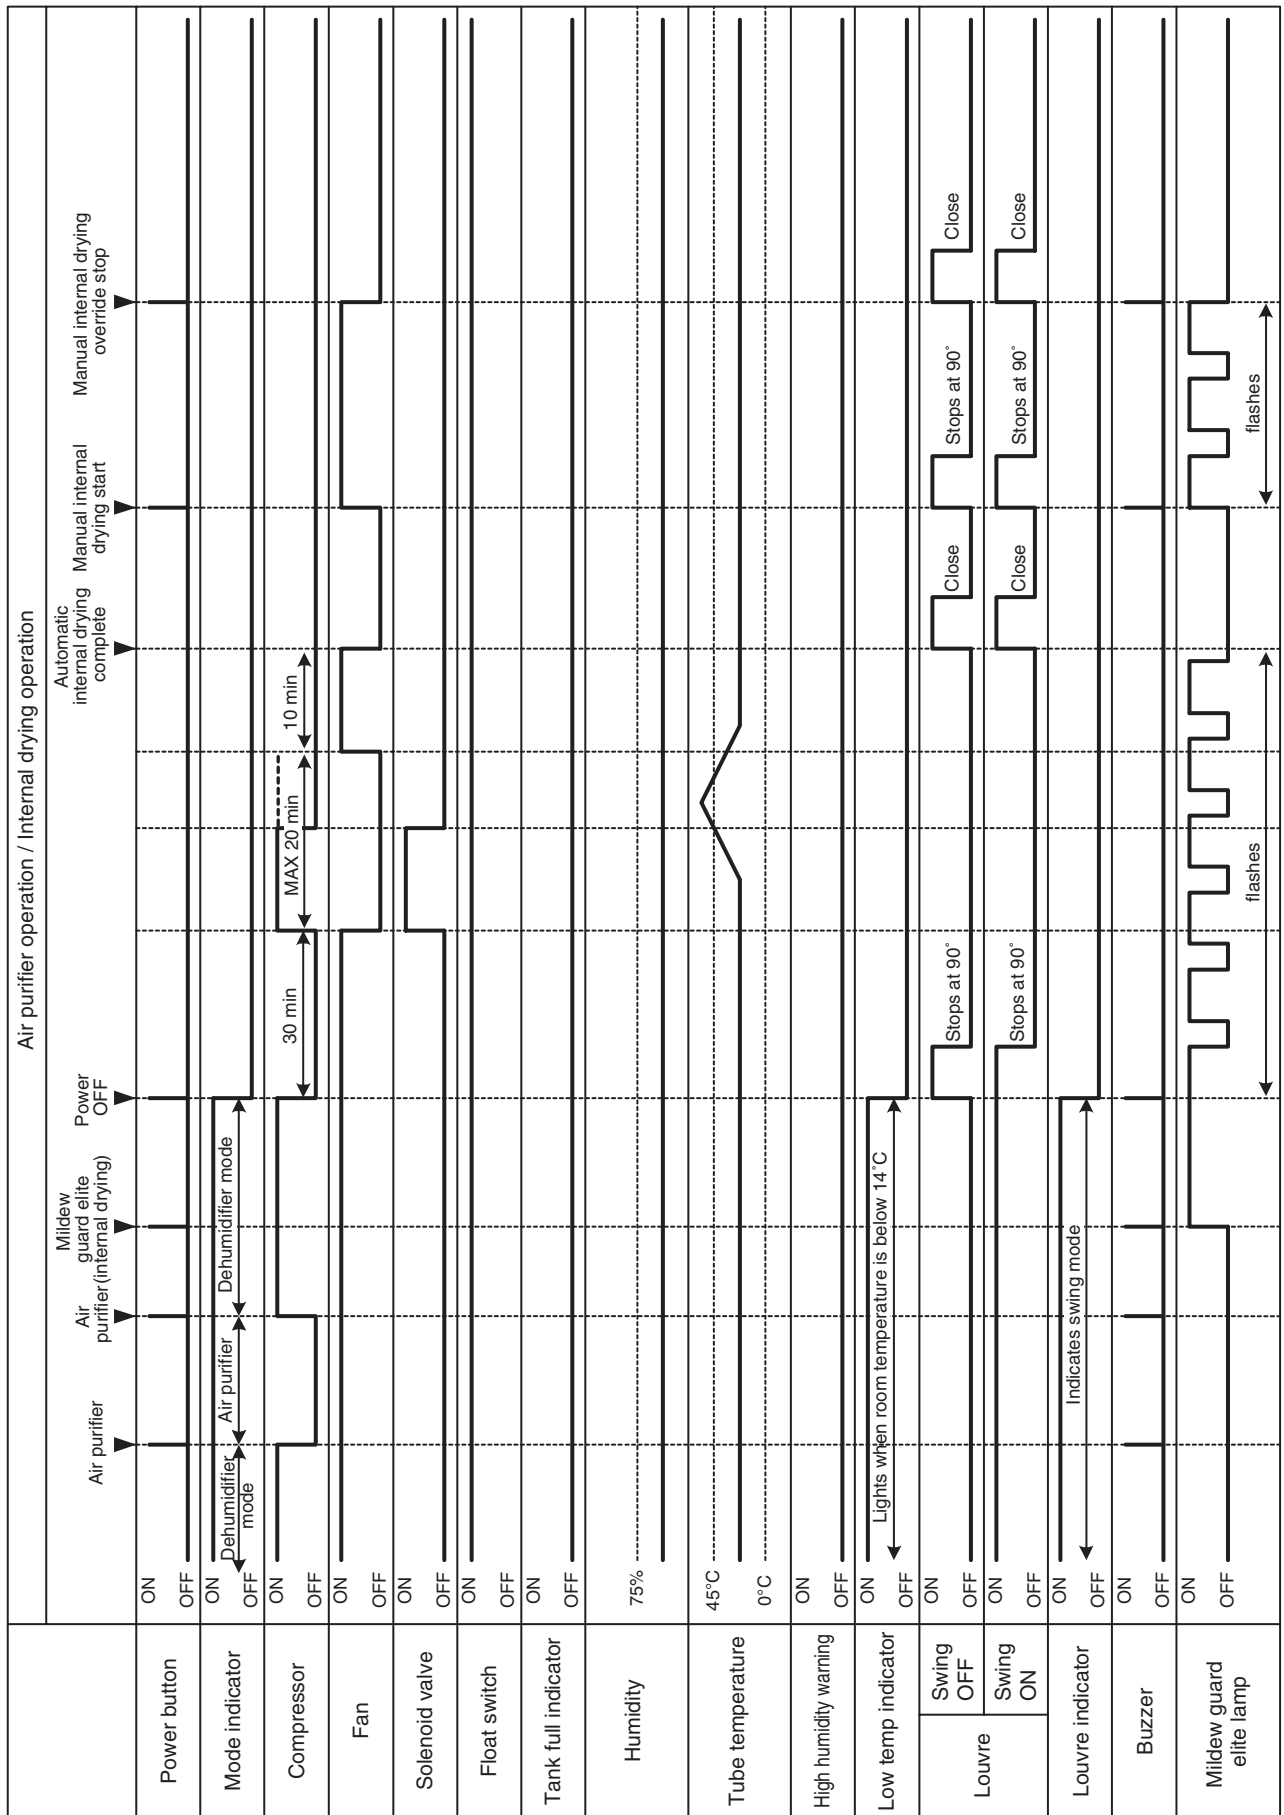 Air purifier operation / Internal drying operation
Air purifier
Air
purifier
Mildew
guard elite
(internal drying)
Power
OFF
Automatic
internal drying
complete
Manual internal
drying start
Manual internal drying
override stop
Power button
ON
OFF
Mode indicator
ON
OFF
Dehumidifier
mode
Air purifier
Dehumidifier mode
Compressor
ON
OFF
30 min
MAX 20 min
10 min
Fan
ON
OFF
Solenoid valve
ON
OFF
Float switch
ON
OFF
Tank full indicator
ON
OFF
Humidity
75%
Tube temperature
45°C
0°C
High humidity warning
ON
OFF
Low temp indicator
ON
OFF
Lights when room temperature is below 14°C
Louvre
Swing
OFF
ON
OFF
Stops at 90°
Close
Stops at 90°
Close
Swing
ON
ON
OFF
Stops at 90°
Close
Stops at 90°
Close
Louvre indicator
ON
OFF
Indicates swing mode
Buzzer
ON
OFF
Mildew guard
elite lamp
ON
OFF
flashes
flashes